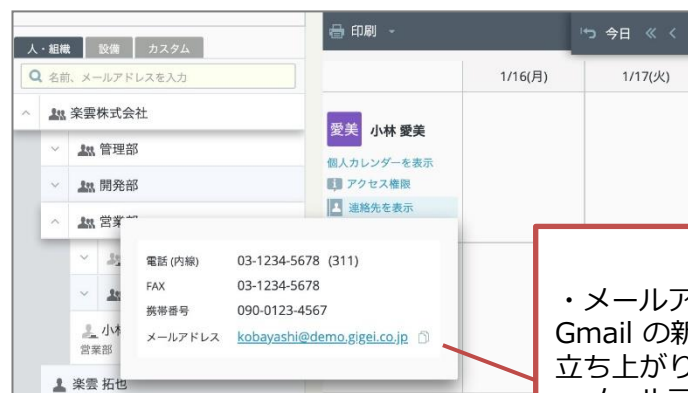 人・組織 設備 カスタム
名前、メールアドレスを入力
楽雲株式会社
管理部
開発部
営業部
小林
営業部
楽雲 拓也
印刷
今日
1/16(月) 1/17(火)
愛美 小林 愛美
個人カレンダーを表示
アクセス権限
連絡先を表示
電話 (内線) 03-1234-5678 (311)
FAX 03-1234-5678
携帯番号 090-0123-4567
メールアドレス kobayashi@demo.gigei.co.jp
・メールア
Gmail の新
立ち上がり